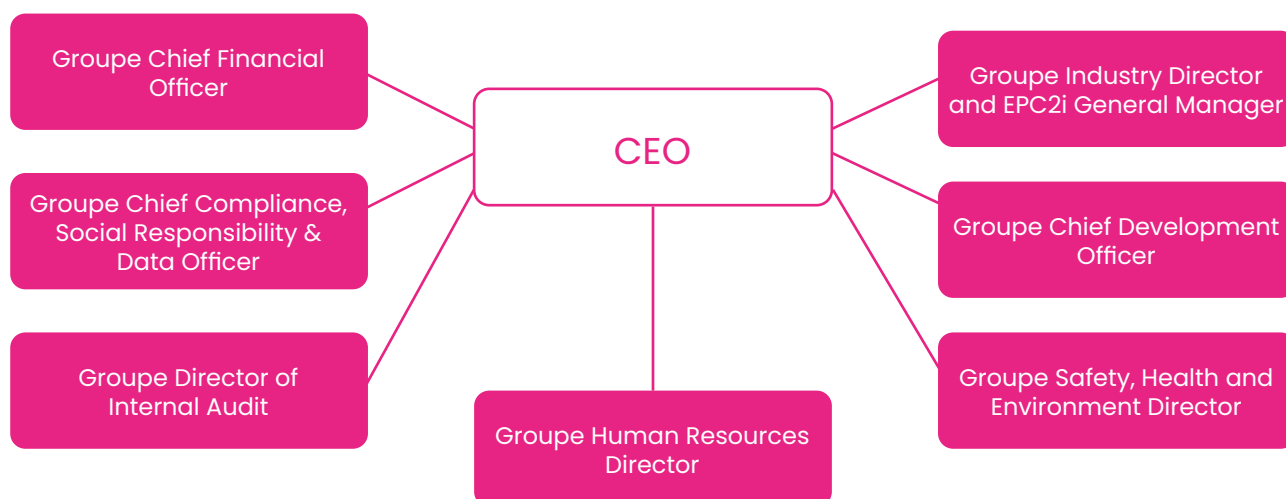 Groupe Chief Financial
Officer
Groupe Chief Compliance,
Social Responsibility &
Data Officer
Groupe Director of
Internal Audit
CEO
Groupe Human Resources
Director
Groupe Industry Director
and EPC2i General Manager
Groupe Chief Development
Officer
Groupe Safety, Health and
Environment Director